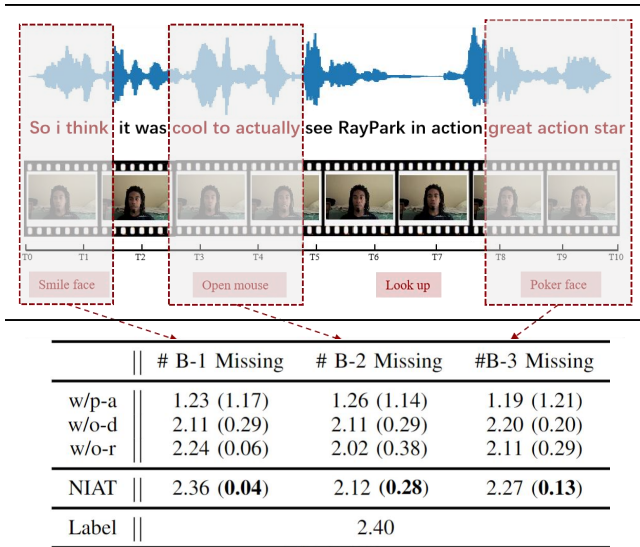 So i think it was cool to actually see RayPark in action great action star
T0 T1 T2 T3 T4 T5 T6 T7 T8 T9 T10
Smile face Open mouse Look up Poker face
# B-1 Missing # B-2 Missing #B-3 Missing
w/p-a 1.23 (1.17) 1.26 (1.14) 1.19 (1.21)
w/o-d 2.11 (0.29) 2.11 (0.29) 2.20 (0.20)
w/o-r 2.24 (0.06) 2.02 (0.38) 2.11 (0.29)
NIAT 2.36 (0.04) 2.12 (0.28) 2.27 (0.13)
Label 2.40